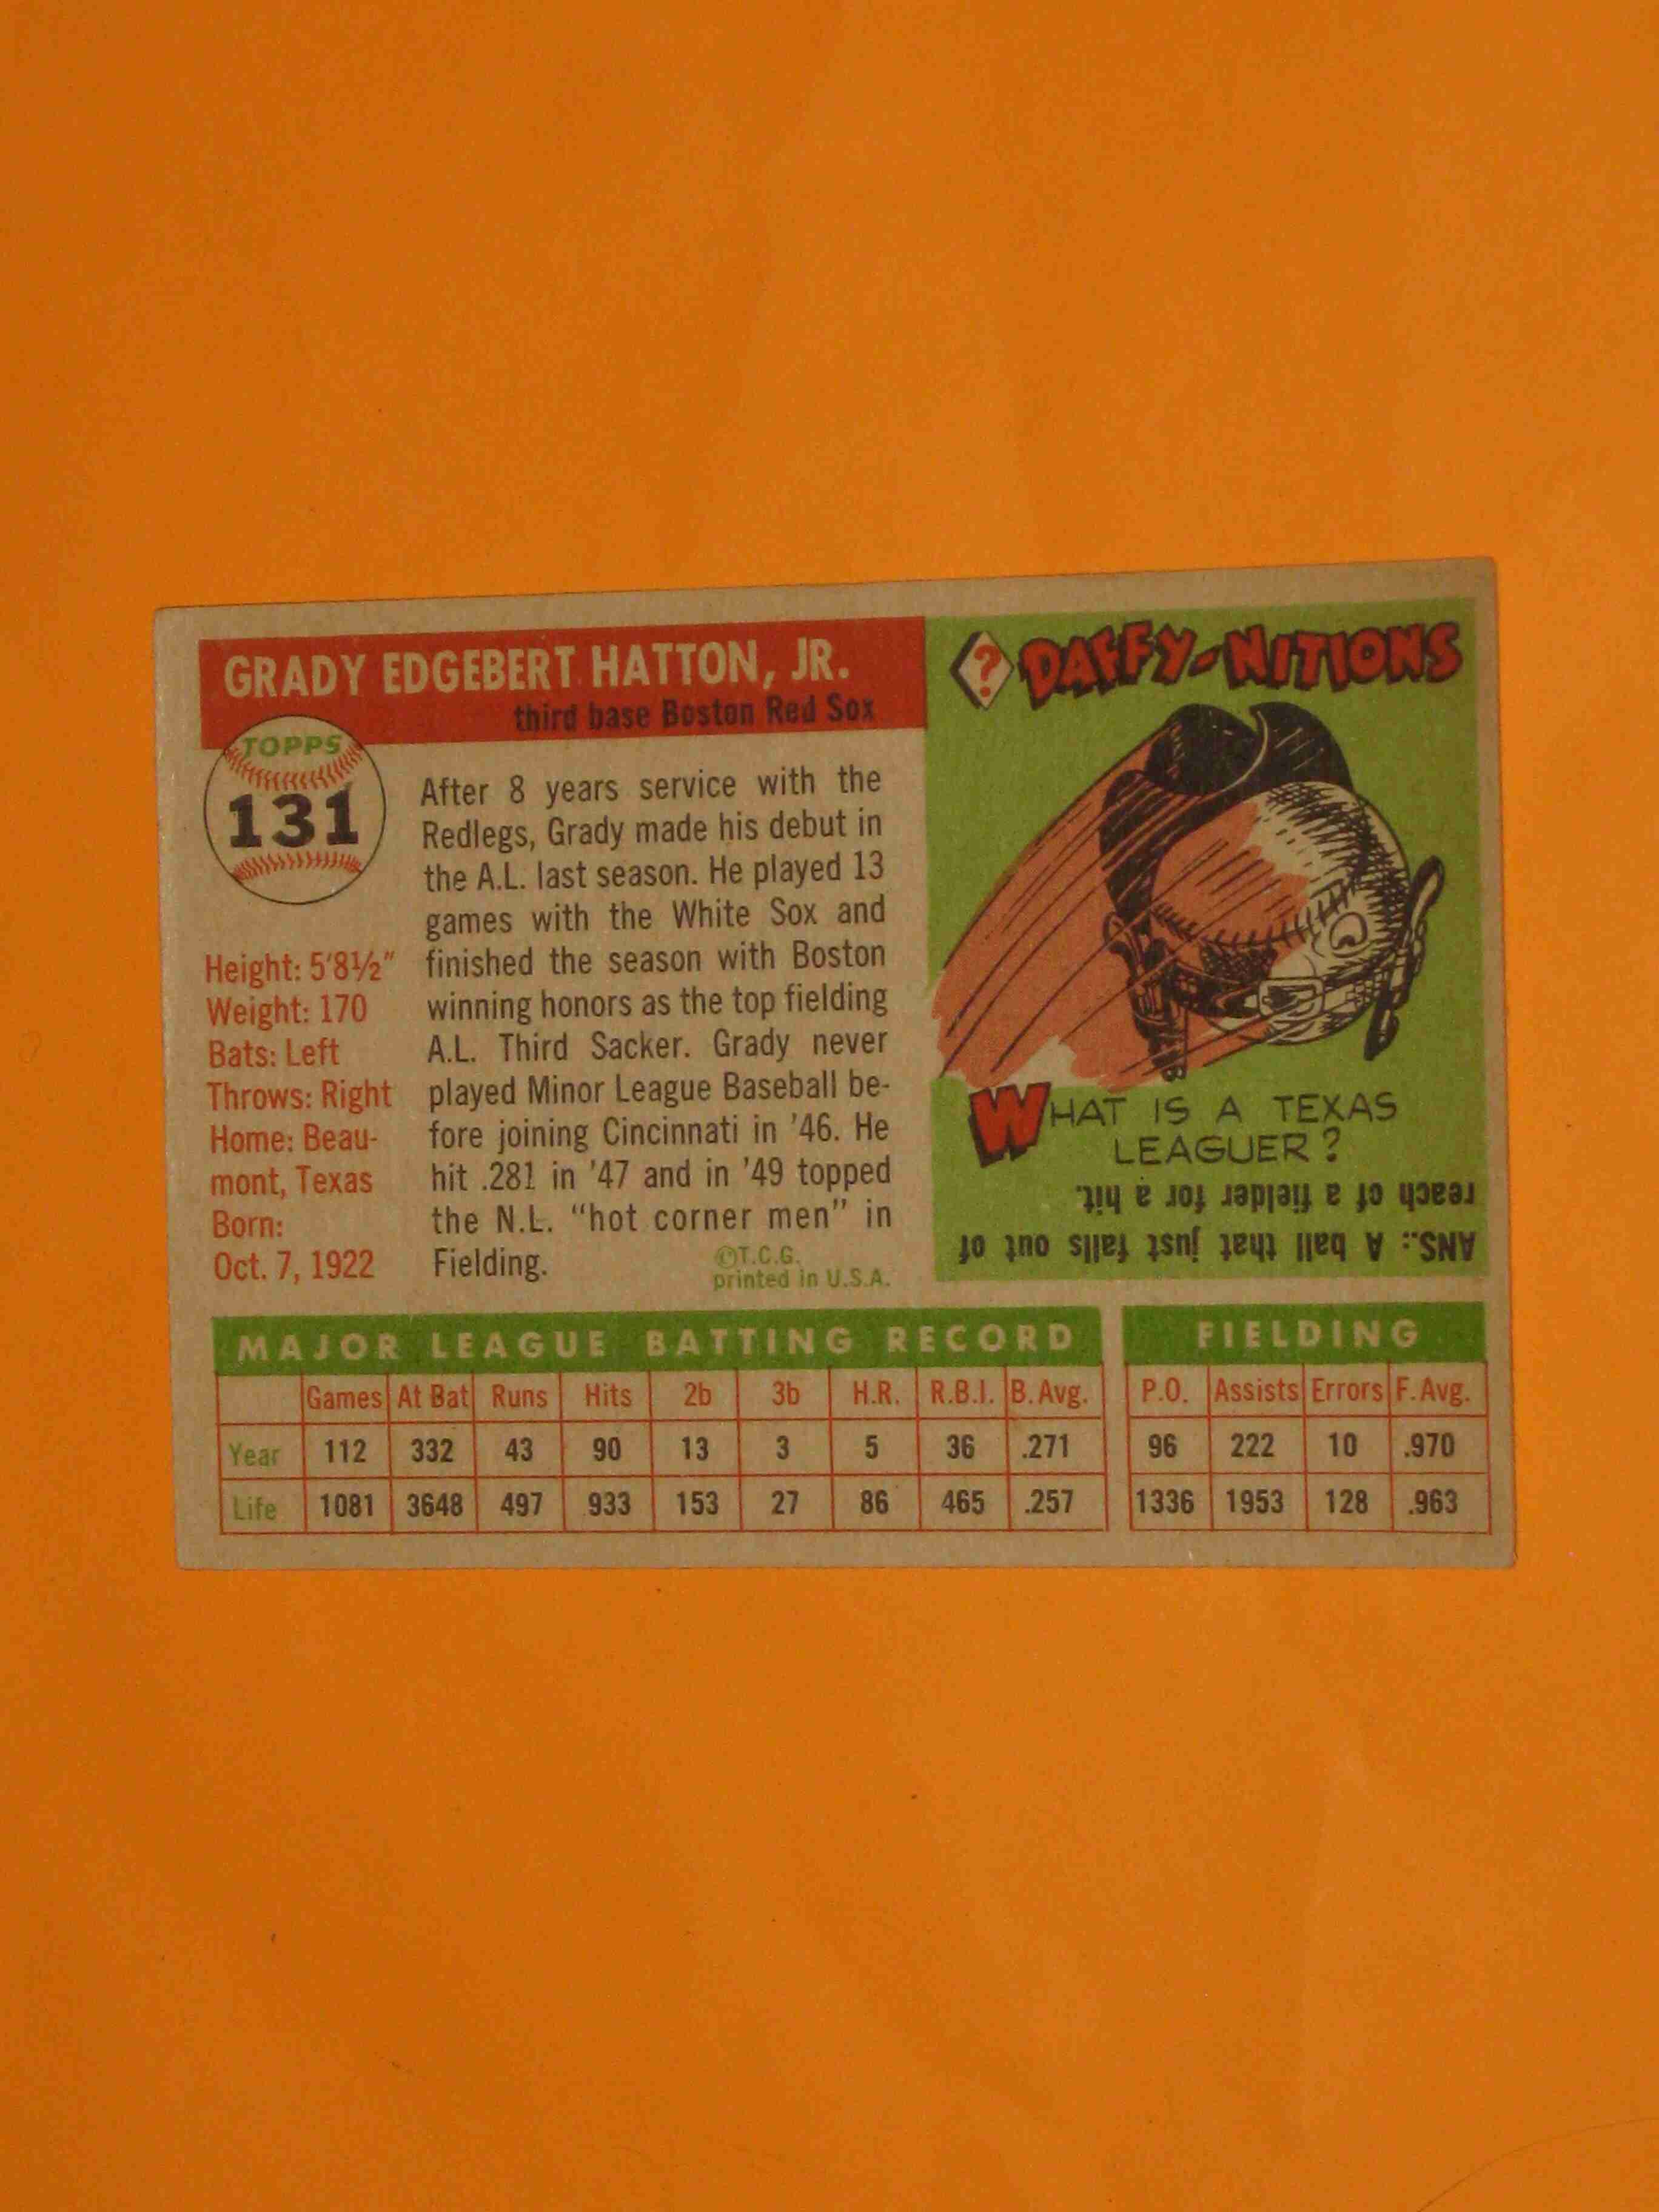 GRADY EDGEBERT HATTON, JR.
third base Boston Red Sox
TOPPS
131
Height: 5'8½"
Weight: 170
Bats: Left
Throws: Right
Home: Beau-
mont, Texas
Born:
Oct. 7, 1922
After 8 years service with the
Redlegs, Grady made his debut in
the A.L. last season. He played 13
games with the White Sox and
finished the season with Boston
winning honors as the top fielding
A.L. Third Sacker. Grady never
played Minor League Baseball be-
fore joining Cincinnati in '46. He
hit .281 in '47 and in '49 topped
the N.L. “hot corner men” in
Fielding.
©T.C.G.
printed in U.S.A.
? DAFFY-NITIONS
WHAT IS A TEXAS
LEAGUER?
ANS.: A ball that just falls out of
reach of a fielder for a hit.
MAJOR LEAGUE BATTING RECORD
Games At Bat Runs Hits 2b 3b H.R. R.B.I. B. Avg.
Year 112 332 43 90 13 3 5 36 .271
Life 1081 3648 497 933 153 27 86 465 .257
FIELDING
P.O. Assists Errors F. Avg.
96 222 10 .970
1336 1953 128 .963